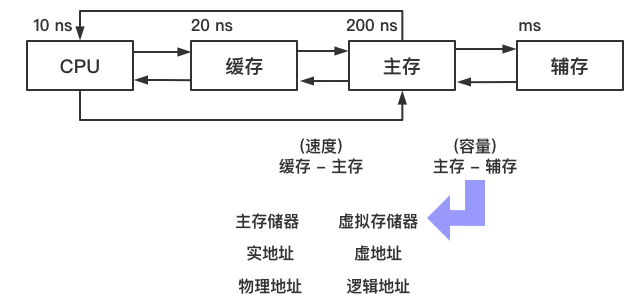 10 ns 20 ns 200 ns ms
CPU 缓存 主存 辅存
(速度) (容量)
缓存 – 主存 主存 – 辅存
主存储器 虚拟存储器
实地址 虚地址
物理地址 逻辑地址